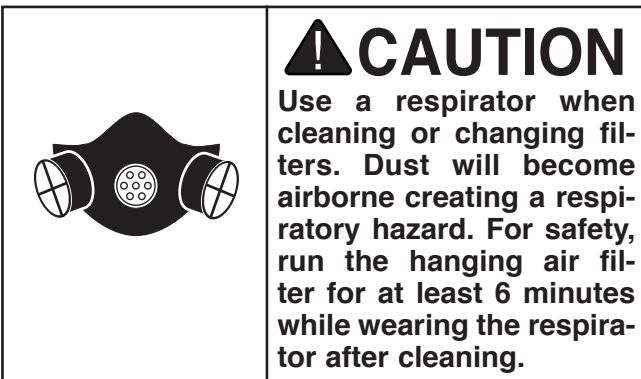 CAUTION
Use a respirator when
cleaning or changing fil-
ters. Dust will become
airborne creating a respi-
ratory hazard. For safety,
run the hanging air fil-
ter for at least 6 minutes
while wearing the respira-
tor after cleaning.